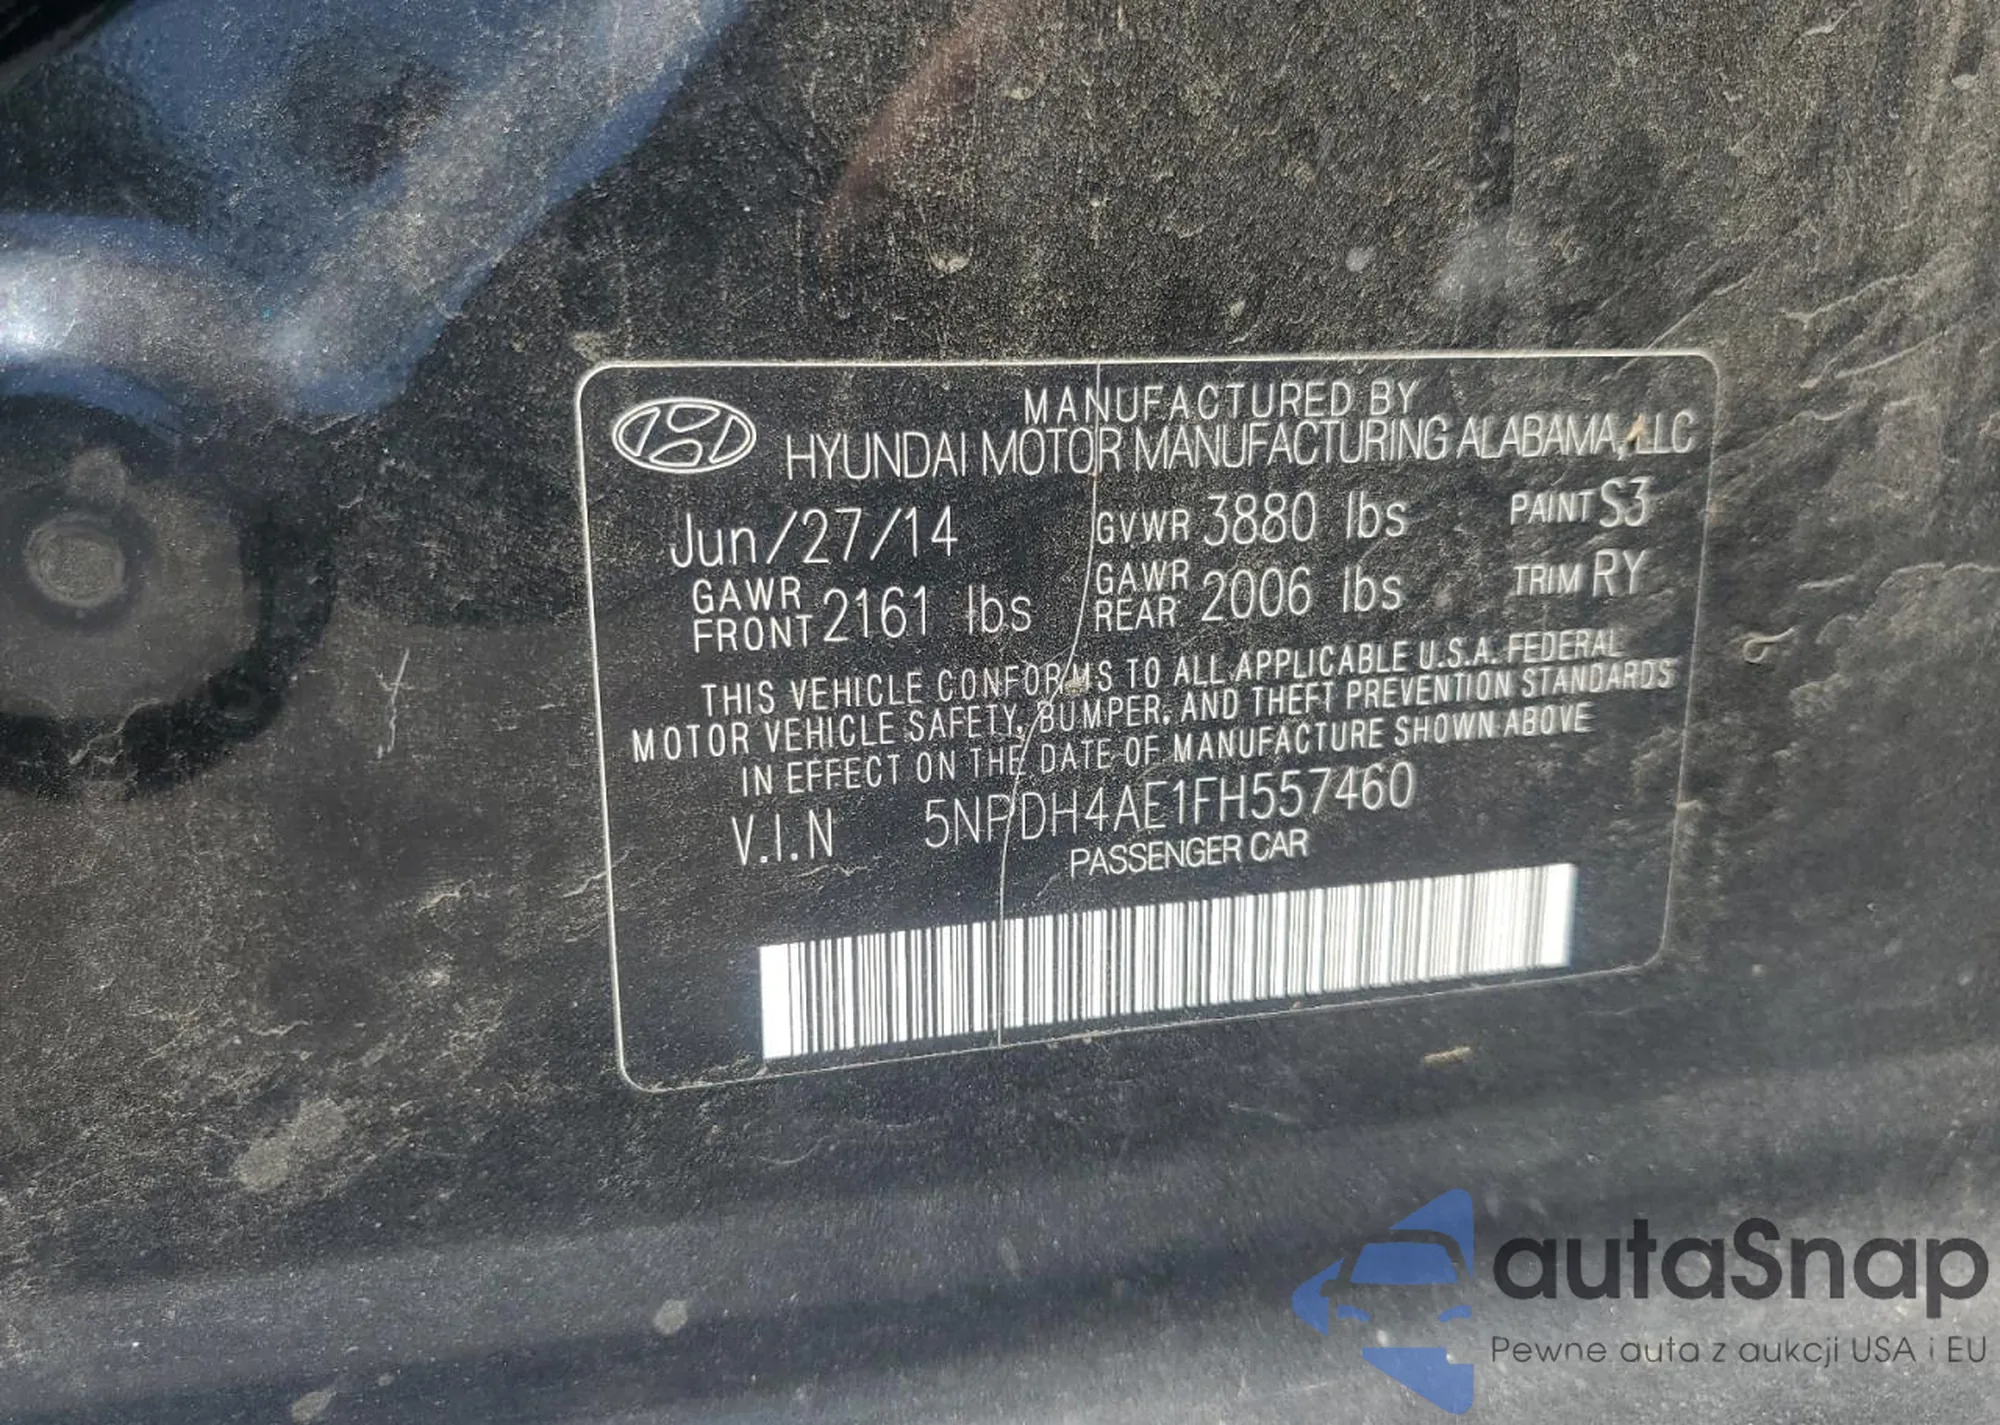 MANUFACTURED BY
HYUNDAI MOTOR MANUFACTURING ALABAMA, LLC
Jun/27/14 GVWR 3880 lbs PAINT S3
GAWR FRONT 2161 lbs GAWR REAR 2006 lbs TRIM RY
THIS VEHICLE CONFORMS TO ALL APPLICABLE U.S.A. FEDERAL
MOTOR VEHICLE SAFETY, BUMPER, AND THEFT PREVENTION STANDARDS
IN EFFECT ON THE DATE OF MANUFACTURE SHOWN ABOVE
V.I.N 5NPDH4AE1FH557460
PASSENGER CAR
autaSnap
Pewne auta z aukcji USA i EU